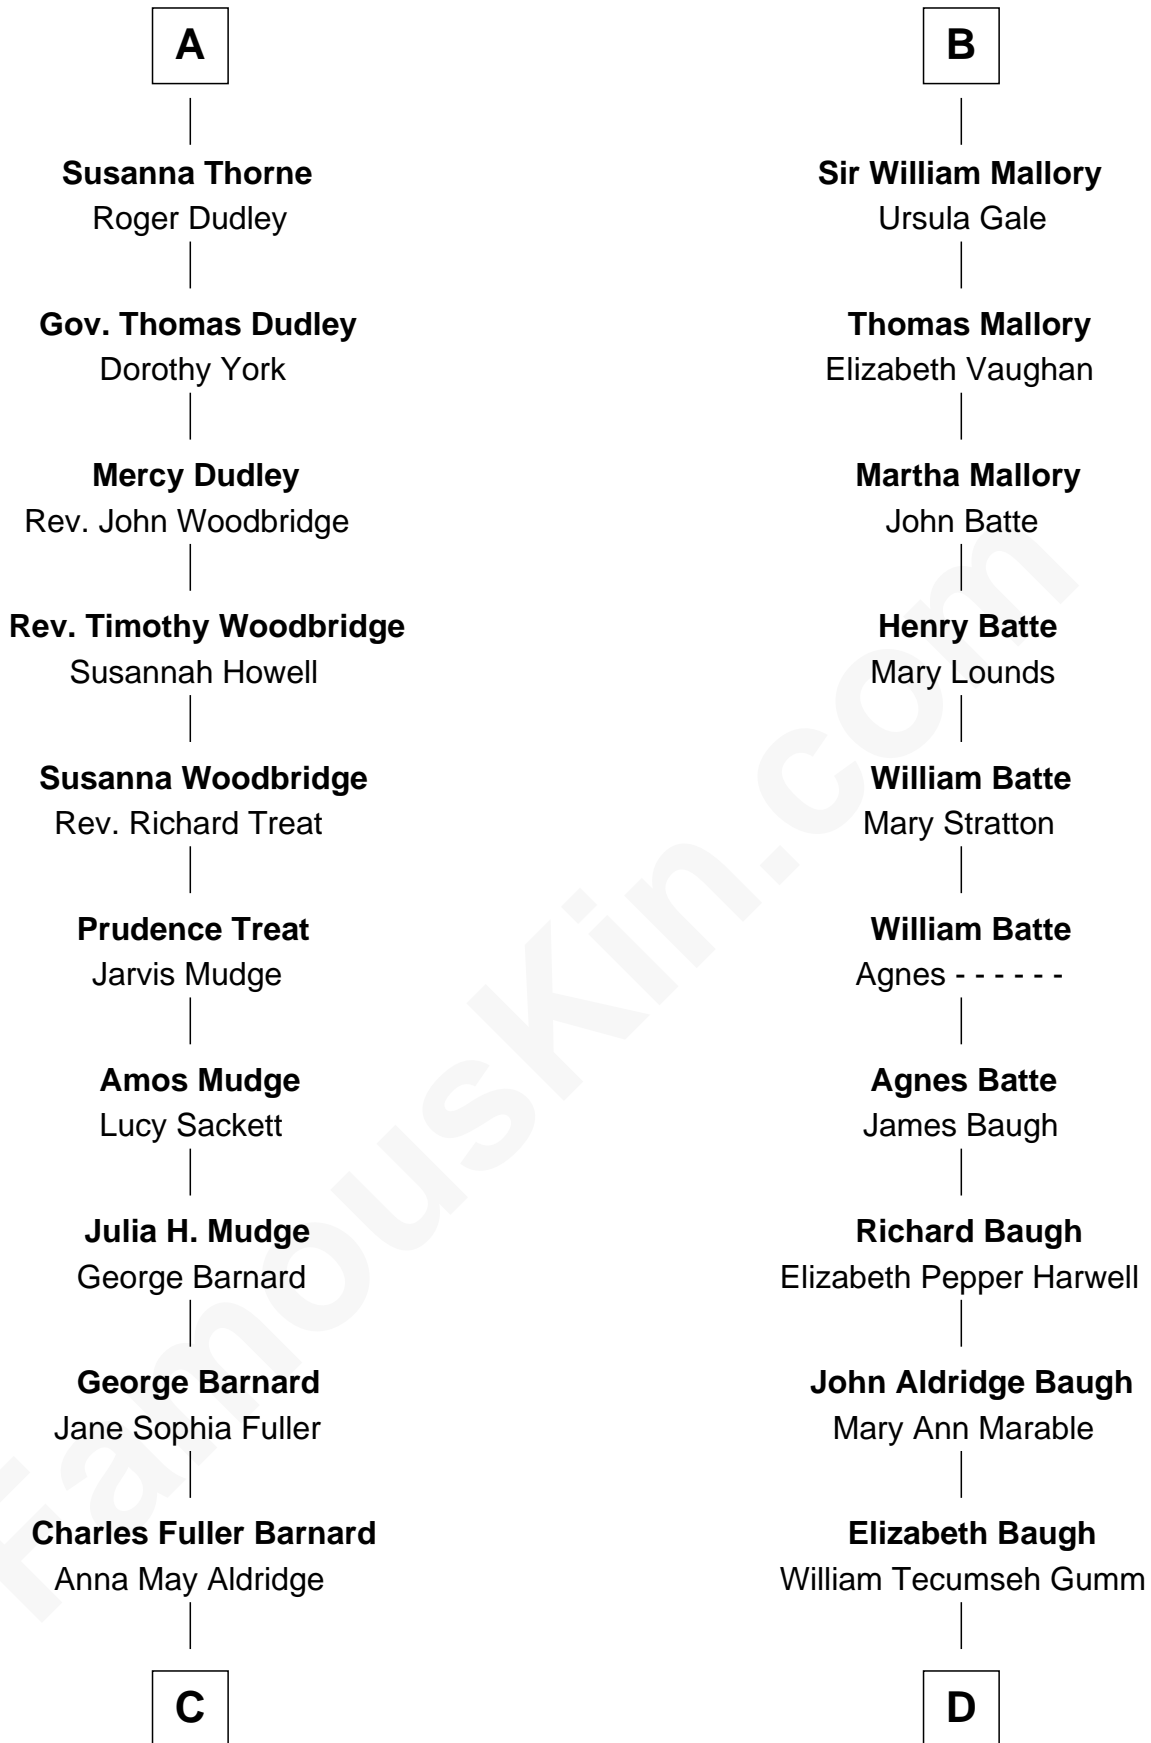 A
Susanna Thorne
Roger Dudley
Gov. Thomas Dudley
Dorothy York
Mercy Dudley
Rev. John Woodbridge
Rev. Timothy Woodbridge
Susannah Howell
Susanna Woodbridge
Rev. Richard Treat
Prudence Treat
Jarvis Mudge
Amos Mudge
Lucy Sackett
Julia H. Mudge
George Barnard
George Barnard
Jane Sophia Fuller
Charles Fuller Barnard
Anna May Aldridge
C
B
Sir William Mallory
Ursula Gale
Thomas Mallory
Elizabeth Vaughan
Martha Mallory
John Batte
Henry Batte
Mary Lounds
William Batte
Mary Stratton
William Batte
Agnes - - - - - -
Agnes Batte
James Baugh
Richard Baugh
Elizabeth Pepper Harwell
John Aldridge Baugh
Mary Ann Marable
Elizabeth Baugh
William Tecumseh Gumm
D
FamousKin.com